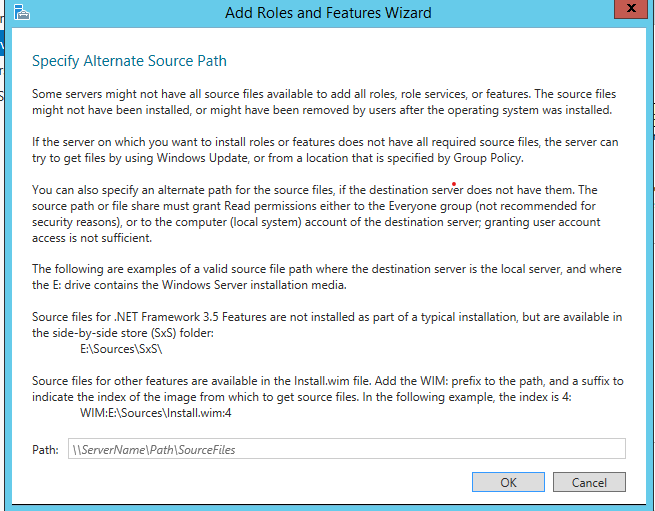 Add Roles and Features Wizard
x
Specify Alternate Source Path
Some servers might not have all source files available to add all roles, role services, or features. The source files
might not have been installed, or might have been removed by users after the operating system was installed.
If the server on which you want to install roles or features does not have all required source files, the server can
try to get files by using Windows Update, or from a location that is specified by Group Policy.
You can also specify an alternate path for the source files, if the destination server does not have them. The
source path or file share must grant Read permissions either to the Everyone group (not recommended for
security reasons), or to the computer (local system) account of the destination server; granting user account
access is not sufficient.
The following are examples of a valid source file path where the destination server is the local server, and where
the E: drive contains the Windows Server installation media.
Source files for .NET Framework 3.5 Features are not installed as part of a typical installation, but are available in
the side-by-side store (SxS) folder:
E:\Sources\SxS\
Source files for other features are available in the Install.wim file. Add the WIM: prefix to the path, and a suffix to
indicate the index of the image from which to get source files. In the following example, the index is 4:
WIM:E:\Sources\Install.wim:4
Path: \\ServerName\Path\SourceFiles
OK Cancel